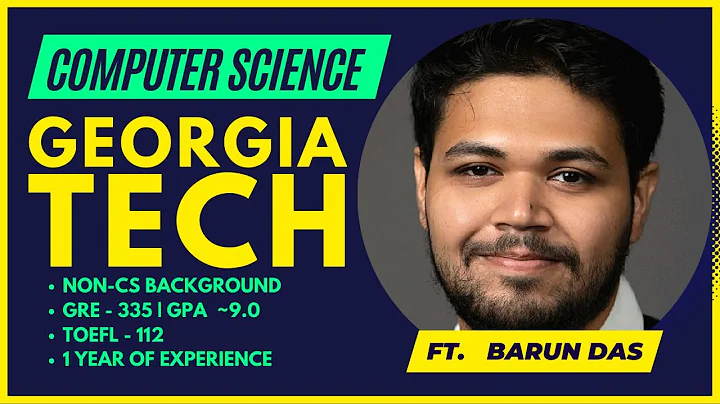 COMPUTER SCIENCE
GEORGIA
TECH
• NON-CS BACKGROUND
• GRE - 335 | GPA ~9.0
• TOEFL - 112
• 1 YEAR OF EXPERIENCE
FT. BARUN DAS